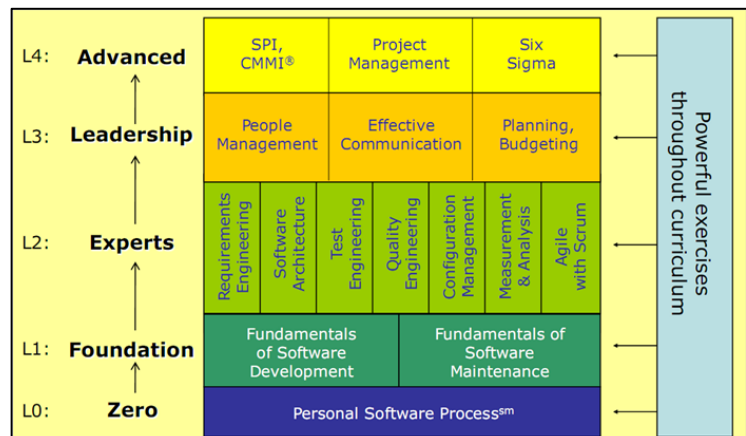 L4:
Advanced
SPI,
CMMI®
Project
Management
Six
Sigma
L3:
Leadership
People
Management
Effective
Communication
Planning,
Budgeting
L2:
Experts
Requirements
Engineering
Software
Architecture
Test
Engineering
Quality
Engineering
Configuration
Management
Measurement
& Analysis
Agile
with Scrum
L1:
Foundation
Fundamentals
of Software
Development
Fundamentals of
Software
Maintenance
L0:
Zero
Personal Software Process℠
Powerful exercises
throughout curriculum